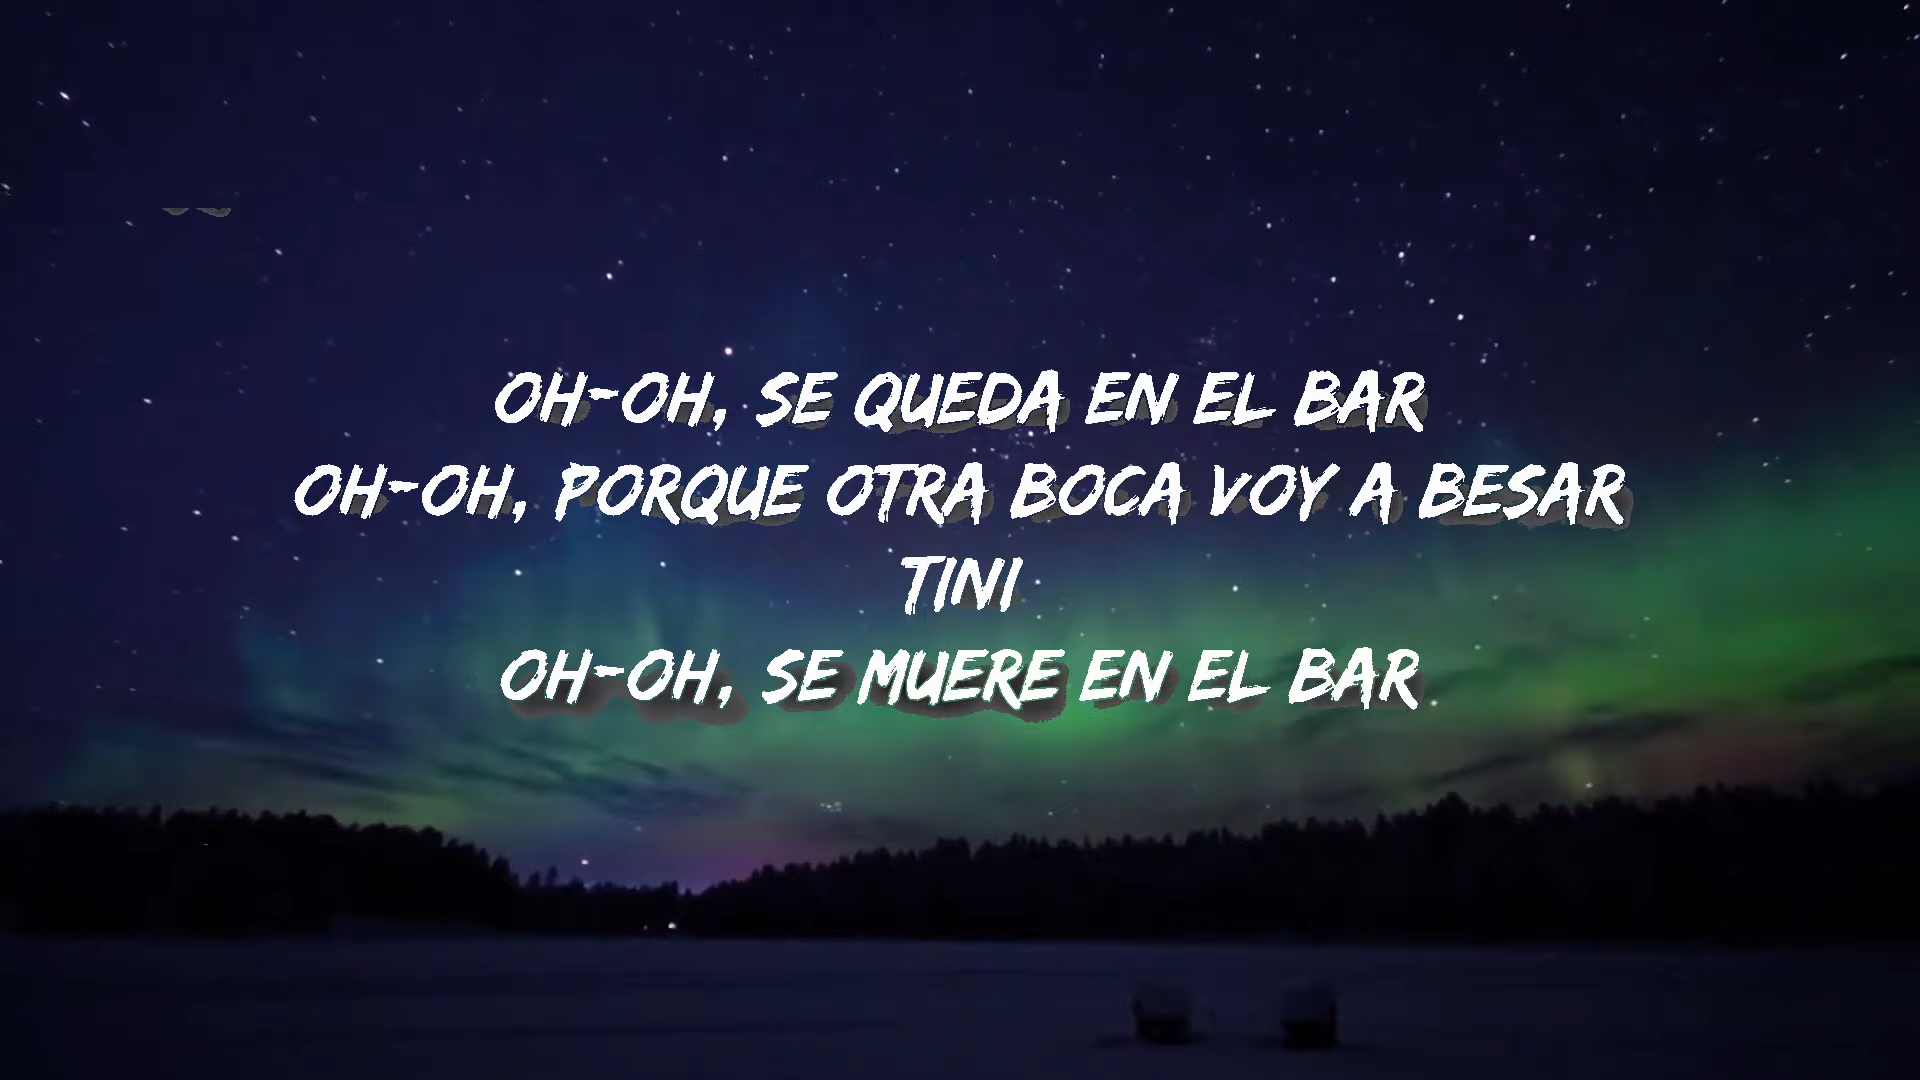 OH-OH, SE QUEDA EN EL BAR
OH-OH, PORQUE OTRA BOCA VOY A BESAR
TINI
OH-OH, SE MUERE EN EL BAR